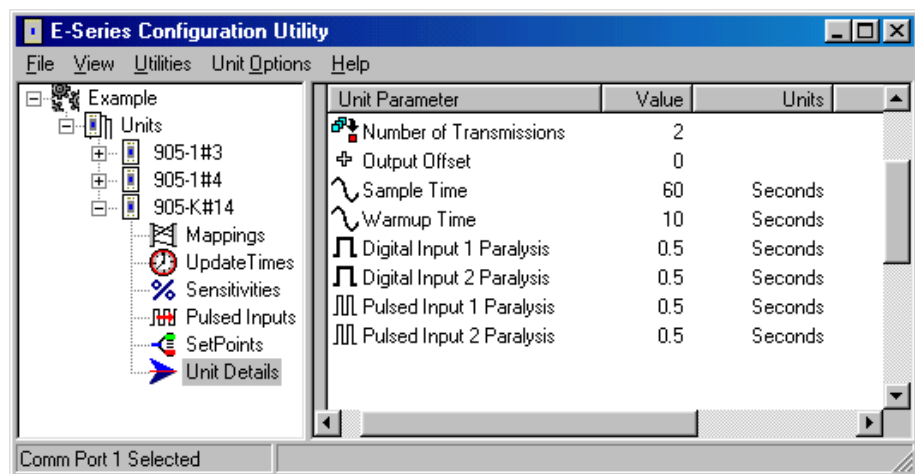 E-Series Configuration Utility
File View Utilities Unit Options Help
Example
Units
905-1#3
905-1#4
905-K#14
Mappings
UpdateTimes
Sensitivities
Pulsed Inputs
SetPoints
Unit Details
Unit Parameter Value Units
Number of Transmissions 2
Output Offset 0
Sample Time 60 Seconds
Warmup Time 10 Seconds
Digital Input 1 Paralysis 0.5 Seconds
Digital Input 2 Paralysis 0.5 Seconds
Pulsed Input 1 Paralysis 0.5 Seconds
Pulsed Input 2 Paralysis 0.5 Seconds
Comm Port 1 Selected